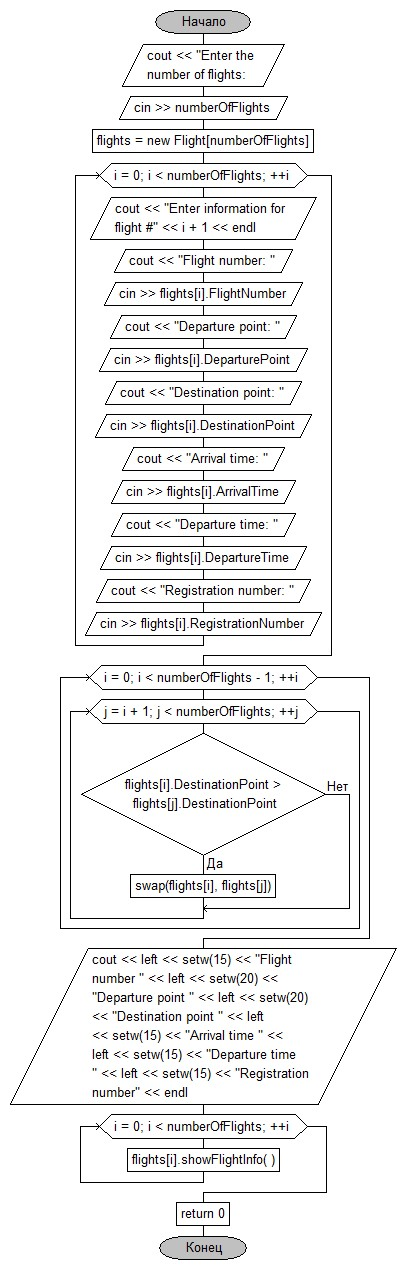 Начало
cout << "Enter the
number of flights:
cin >> numberOfFlights
flights = new Flight[numberOfFlights]
i = 0; i < numberOfFlights; ++i
cout << "Enter information for
flight #" << i + 1 << endl
cout << "Flight number: "
cin >> flights[i].FlightNumber
cout << "Departure point: "
cin >> flights[i].DeparturePoint
cout << "Destination point: "
cin >> flights[i].DestinationPoint
cout << "Arrival time: "
cin >> flights[i].ArrivalTime
cout << "Departure time: "
cin >> flights[i].DepartureTime
cout << "Registration number: "
cin >> flights[i].RegistrationNumber
i = 0; i < numberOfFlights - 1; ++i
j = i + 1; j < numberOfFlights; ++j
flights[i].DestinationPoint >
flights[j].DestinationPoint
Нет
Да
swap(flights[i], flights[j])
cout << left << setw(15) << "Flight
number " << left << setw(20) <<
"Departure point " << left << setw(20)
<< "Destination point " << left
<< setw(15) << "Arrival time " <<
left << setw(15) << "Departure time
" << left << setw(15) << "Registration
number" << endl
i = 0; i < numberOfFlights; ++i
flights[i].showFlightInfo( )
return 0
Конец